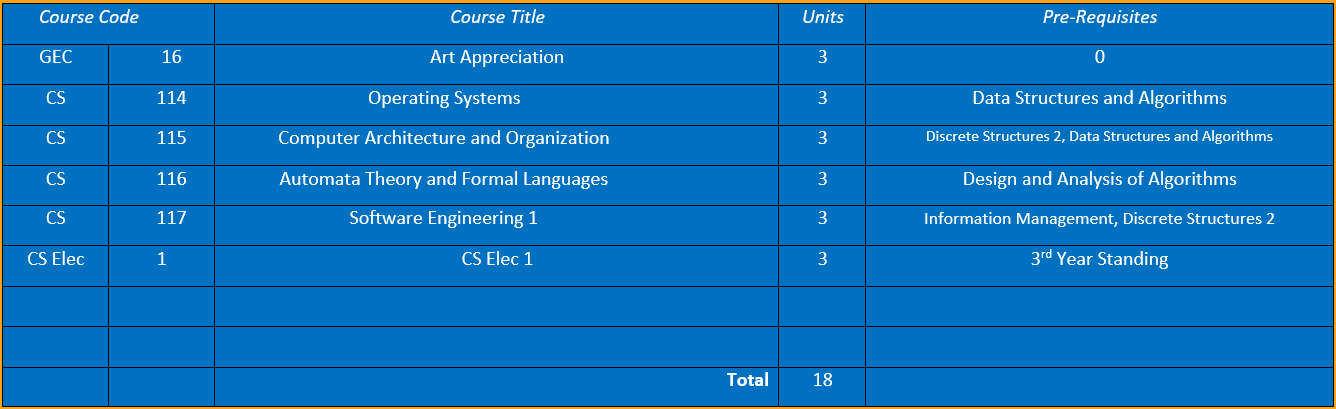 Course Code Course Title Units Pre-Requisites
GEC 16 Art Appreciation 3 0
CS 114 Operating Systems 3 Data Structures and Algorithms
CS 115 Computer Architecture and Organization 3 Discrete Structures 2, Data Structures and Algorithms
CS 116 Automata Theory and Formal Languages 3 Design and Analysis of Algorithms
CS 117 Software Engineering 1 3 Information Management, Discrete Structures 2
CS Elec 1 CS Elec 1 3 3rd Year Standing
Total 18